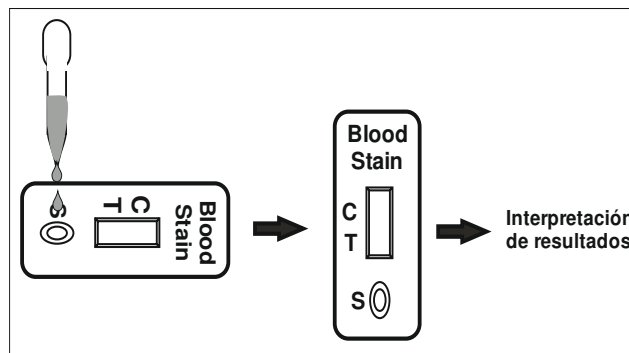 S
C
T
Blood
Stain
Blood
Stain
C
T
S
Interpretación
de resultados